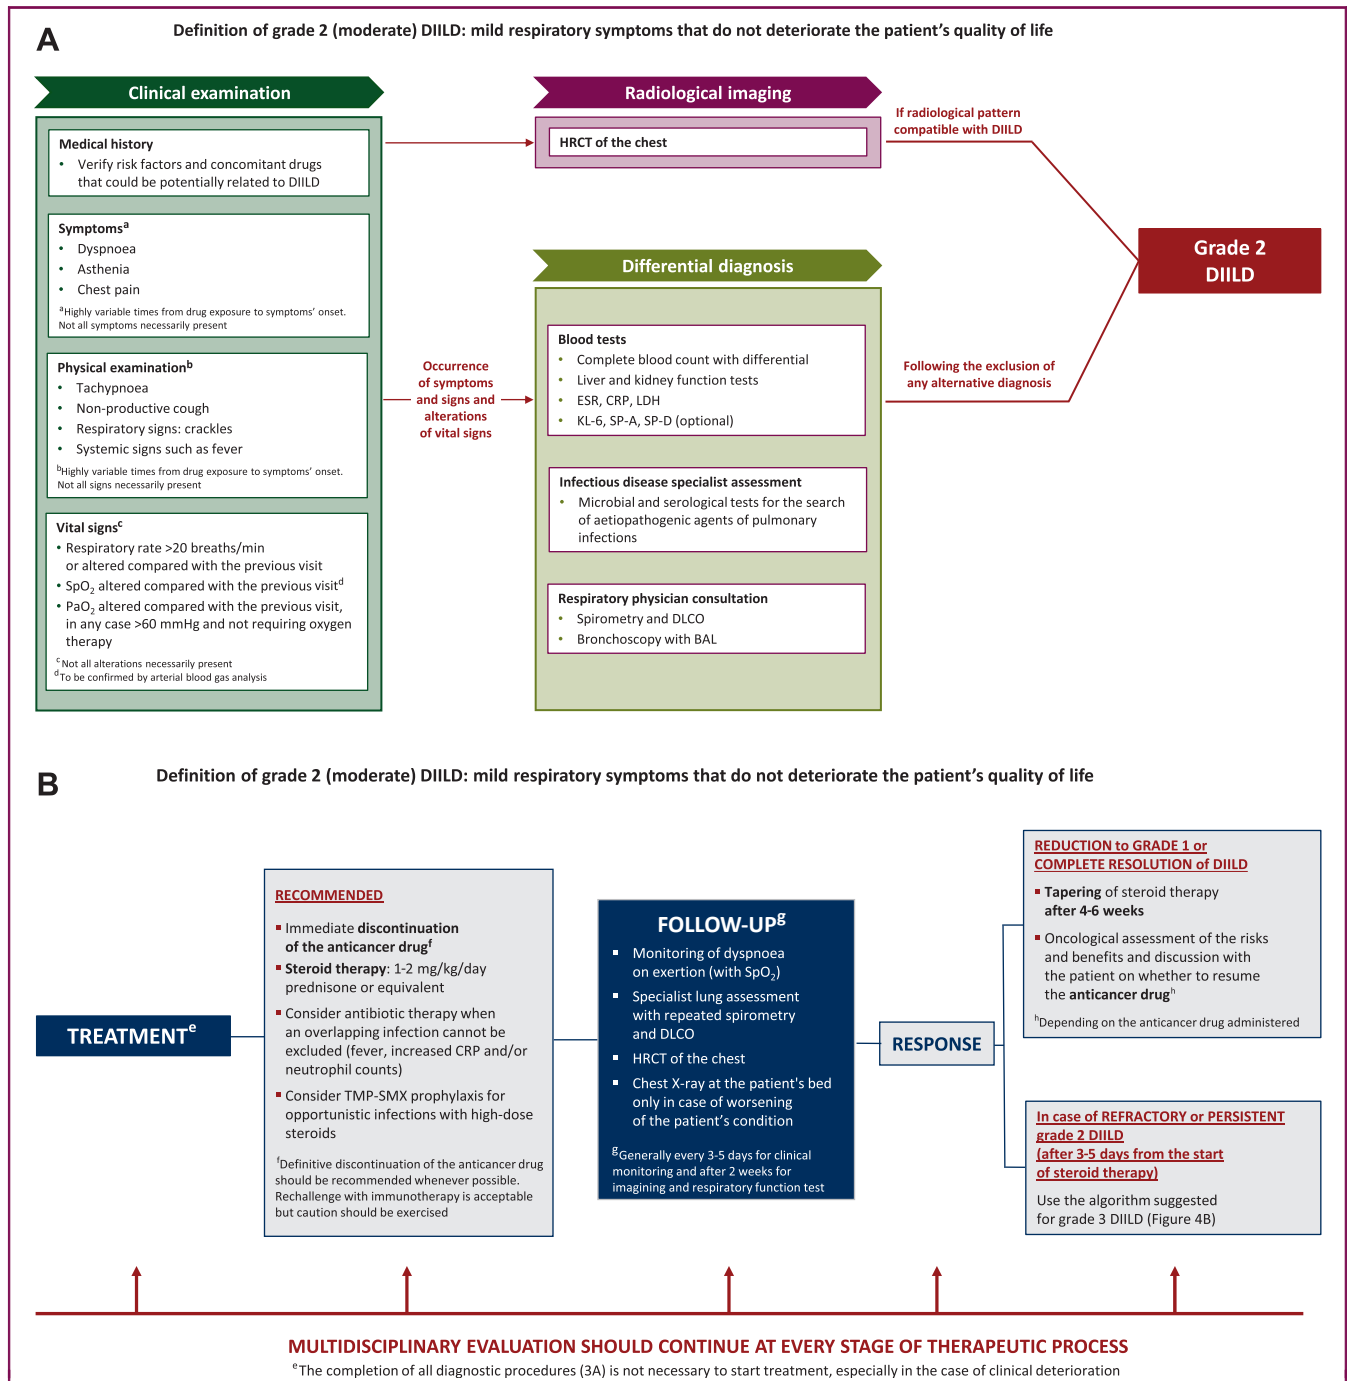 A
Definition of grade 2 (moderate) DIILD: mild respiratory symptoms that do not deteriorate the patient’s quality of life
Clinical examination
Medical history
• Verify risk factors and concomitant drugs
that could be potentially related to DIILD
Symptomsa
• Dyspnoea
• Asthenia
• Chest pain
aHighly variable times from drug exposure to symptoms’ onset.
Not all symptoms necessarily present
Physical examinationb
• Tachypnoea
• Non-productive cough
• Respiratory signs: crackles
• Systemic signs such as fever
bHighly variable times from drug exposure to symptoms’ onset.
Not all signs necessarily present
Vital signsc
• Respiratory rate >20 breaths/min
or altered compared with the previous visit
• SpO2 altered compared with the previous visitd
• PaO2 altered compared with the previous visit,
in any case >60 mmHg and not requiring oxygen
therapy
cNot all alterations necessarily present
dTo be confirmed by arterial blood gas analysis
Occurrence
of symptoms
and signs and
alterations
of vital signs
Radiological imaging
HRCT of the chest
Differential diagnosis
Blood tests
• Complete blood count with differential
• Liver and kidney function tests
• ESR, CRP, LDH
• KL-6, SP-A, SP-D (optional)
Infectious disease specialist assessment
• Microbial and serological tests for the search
of aetiopathogenic agents of pulmonary
infections
Respiratory physician consultation
• Spirometry and DLCO
• Bronchoscopy with BAL
If radiological pattern
compatible with DIILD
Following the exclusion of
any alternative diagnosis
Grade 2
DIILD
B
Definition of grade 2 (moderate) DIILD: mild respiratory symptoms that do not deteriorate the patient’s quality of life
TREATMENTe
RECOMMENDED
▪ Immediate discontinuation
of the anticancer drugf
▪ Steroid therapy: 1-2 mg/kg/day
prednisone or equivalent
▪ Consider antibiotic therapy when
an overlapping infection cannot be
excluded (fever, increased CRP and/or
neutrophil counts)
▪ Consider TMP-SMX prophylaxis for
opportunistic infections with high-dose
steroids
fDefinitive discontinuation of the anticancer drug
should be recommended whenever possible.
Rechallenge with immunotherapy is acceptable
but caution should be exercised
FOLLOW-UPg
▪ Monitoring of dyspnoea
on exertion (with SpO2)
▪ Specialist lung assessment
with repeated spirometry
and DLCO
▪ HRCT of the chest
▪ Chest X-ray at the patient's bed
only in case of worsening
of the patient’s condition
gGenerally every 3-5 days for clinical
monitoring and after 2 weeks for
imagining and respiratory function test
RESPONSE
REDUCTION to GRADE 1 or
COMPLETE RESOLUTION of DIILD
▪ Tapering of steroid therapy
after 4-6 weeks
▪ Oncological assessment of the risks
and benefits and discussion with
the patient on whether to resume
the anticancer drugh
hDepending on the anticancer drug administered
In case of REFRACTORY or PERSISTENT
grade 2 DIILD
(after 3-5 days from the start
of steroid therapy)
Use the algorithm suggested
for grade 3 DIILD (Figure 4B)
MULTIDISCIPLINARY EVALUATION SHOULD CONTINUE AT EVERY STAGE OF THERAPEUTIC PROCESS
eThe completion of all diagnostic procedures (3A) is not necessary to start treatment, especially in the case of clinical deterioration